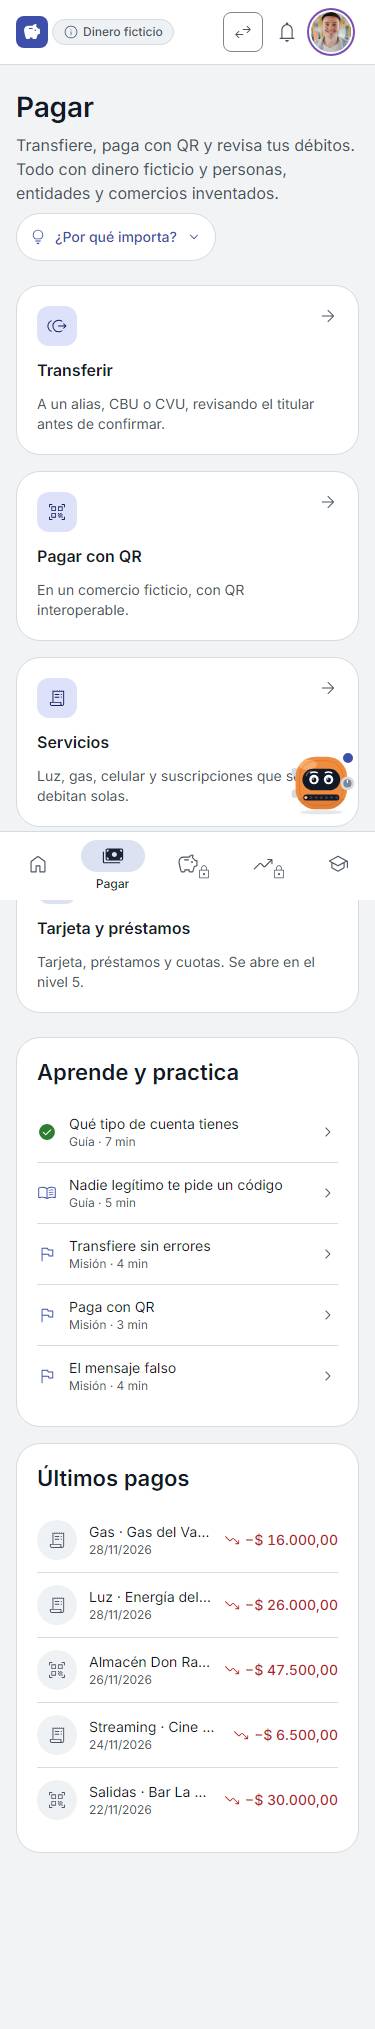 Dinero ficticio
Pagar
Transfiere, paga con QR y revisa tus débitos.
Todo con dinero ficticio y personas,
entidades y comercios inventados.
¿Por qué importa?
Transferir
A un alias, CBU o CVU, revisando el titular
antes de confirmar.
Pagar con QR
En un comercio ficticio, con QR
interoperable.
Servicios
Luz, gas, celular y suscripciones que
debitan solas.
Pagar
Tarjeta y préstamos
Tarjeta, préstamos y cuotas. Se abre en el
nivel 5.
Aprende y practica
Qué tipo de cuenta tienes
Guía · 7 min
Nadie legítimo te pide un código
Guía · 5 min
Transfiere sin errores
Misión · 4 min
Paga con QR
Misión · 3 min
El mensaje falso
Misión · 4 min
Últimos pagos
Gas · Gas del Va... −$ 16.000,00
28/11/2026
Luz · Energía del... −$ 26.000,00
28/11/2026
Almacén Don Ra... −$ 47.500,00
26/11/2026
Streaming · Cine ... −$ 6.500,00
24/11/2026
Salidas · Bar La ... −$ 30.000,00
22/11/2026